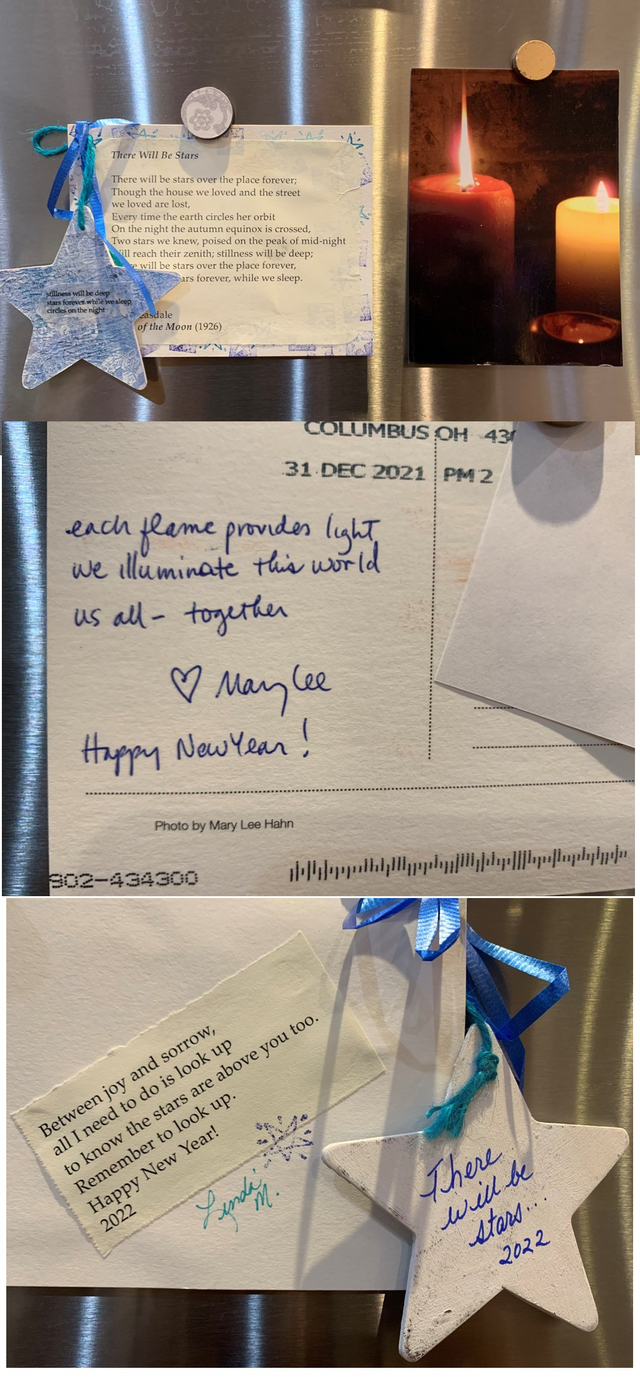 There Will Be Stars
There will be stars over the place forever;
Though the house we loved and the street
we loved are lost,
Every time the earth circles her orbit
On the night the autumn equinox is crossed,
Two stars we knew, poised on the peak of mid-night
will reach their zenith; stillness will be deep;
will be stars over the place forever,
stars forever, while we sleep.
stillness will be deep
stars forever while we sleep
circles on the night
easdale
of the Moon (1926)
COLUMBUS OH 430
31 DEC 2021 PM 2
each flame provides light
we illuminate this world
us all - together
♡ Mary Lee
Happy New Year!
Photo by Mary Lee Hahn
902-434300
Between joy and sorrow,
all I need to do is look up
to know the stars are above you too.
Remember to look up.
Happy New Year!
2022
Linda
M.
There
will be
stars...
2022